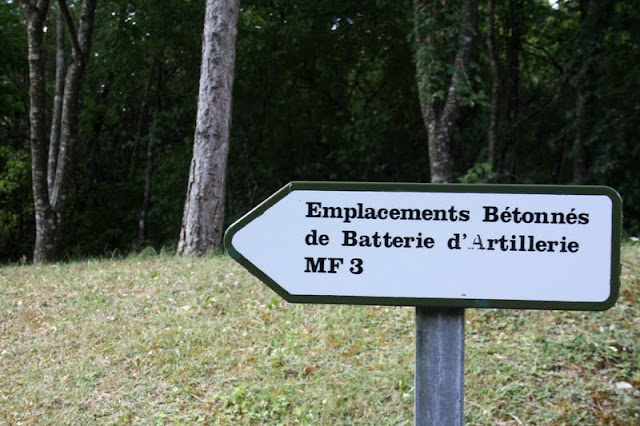 Emplacements Bétonnés
de Batterie d'Artillerie
MF 3